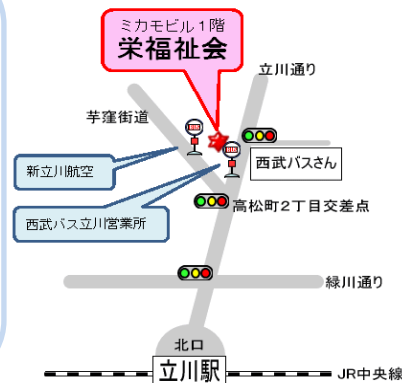 ミカモビル1階
栄福祉会
立川通り
芋窪街道
BUS
BUS
新立川航空
西武バスさん
西武バス立川営業所
高松町2丁目交差点
緑川通り
北口
立川駅
JR中央線